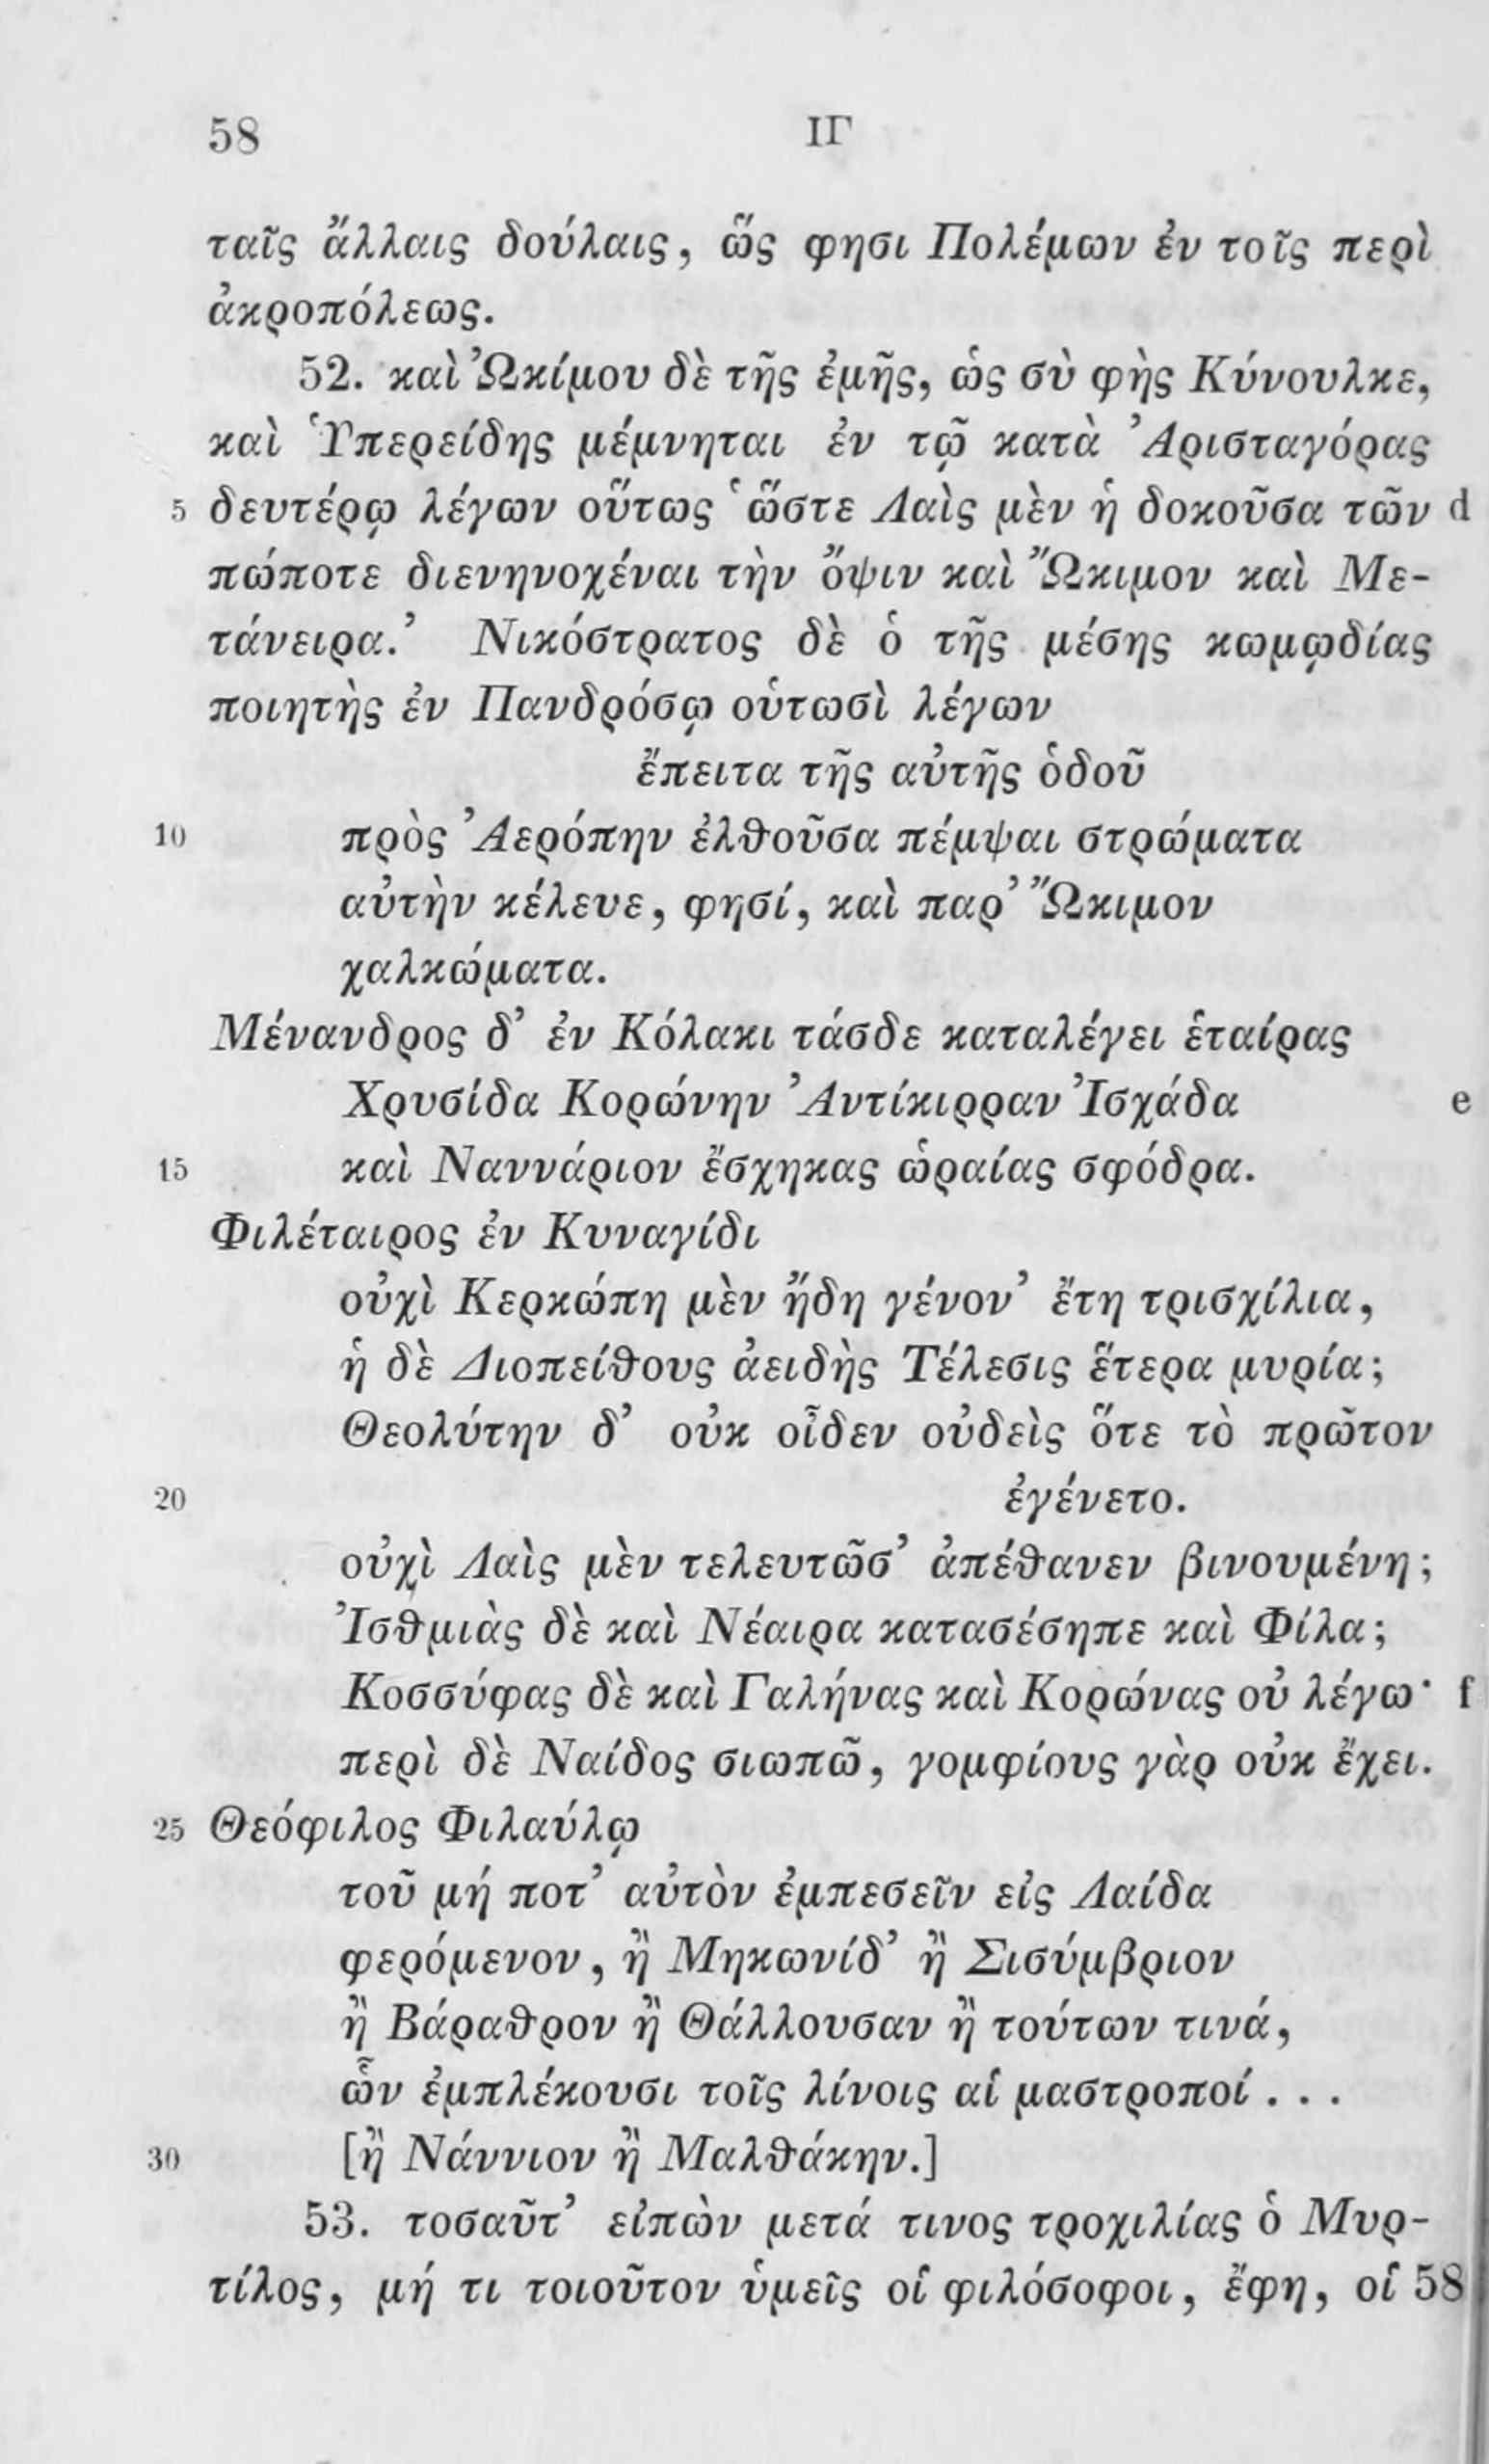 58 ΙΓ
ταῖς ἄλλαις δούλαις, ὥς φησι Πολέμων ἐν τοῖς περὶ
ἀκροπόλεως.
52. καὶ Ὠκίμου δὲ τῆς ἐμῆς, ὡς σὺ φὴς Κύνουλκε,
καὶ Ὑπερείδης μέμνηται ἐν τῷ κατὰ Ἀρισταγόρας
5 δευτέρῳ λέγων οὕτως ‘ὥστε Λαῒς μὲν ἡ δοκοῦσα τῶν d
πώποτε διενηνοχέναι τὴν ὄψιν καὶ Ὤκιμον καὶ Με-
τάνειρα.’ Νικόστρατος δὲ ὁ τῆς μέσης κωμῳδίας
ποιητὴς ἐν Πανδρόσῳ οὑτωσὶ λέγων
ἔπειτα τῆς αὐτῆς ὁδοῦ
10 πρὸς Ἀερόπην ἐλθοῦσα πέμψαι στρώματα
αὐτὴν κέλευε, φησί, καὶ παρ’ Ὤκιμον
χαλκώματα.
Μένανδρος δ’ ἐν Κόλακι τάσδε καταλέγει ἑταίρας
Χρυσίδα Κορώνην Ἀντίκιρραν Ἰσχάδα e
15 καὶ Ναννάριον ἔσχηκας ὡραίας σφόδρα.
Φιλέταιρος ἐν Κυναγίδι
οὐχὶ Κερκώπη μὲν ἤδη γένον’ ἔτη τρισχίλια,
ἡ δὲ Διοπείθους ἀειδὴς Τέλεσις ἕτερα μυρία;
Θεολύτην δ’ οὐκ οἶδεν οὐδεὶς ὅτε τὸ πρῶτον
20 ἐγένετο.
οὐχὶ Λαῒς μὲν τελευτῶσ’ ἀπέθανεν βινουμένη;
Ἰσθμιὰς δὲ καὶ Νέαιρα κατασέσηπε καὶ Φίλα;
Κοσσύφας δὲ καὶ Γαλήνας καὶ Κορώνας οὐ λέγω· f
περὶ δὲ Ναίδος σιωπῶ, γομφίους γὰρ οὐκ ἔχει.
25 Θεόφιλος Φιλαύλῳ
τοῦ μή ποτ’ αὐτὸν ἐμπεσεῖν εἰς Λαίδα
φερόμενον, ἢ Μηκωνίδ’ ἢ Σισύμβριον
ἢ Βάραθρον ἢ Θάλλουσαν ἢ τούτων τινά,
ὧν ἐμπλέκουσι τοῖς λίνοις αἱ μαστροποί . . .
30 [ἢ Νάννιον ἢ Μαλθάκην.]
53. τοσαῦτ’ εἰπὼν μετά τινος τροχιλίας ὁ Μυρ-
τίλος, μή τι τοιοῦτον ὑμεῖς οἱ φιλόσοφοι, ἔφη, οἱ 58